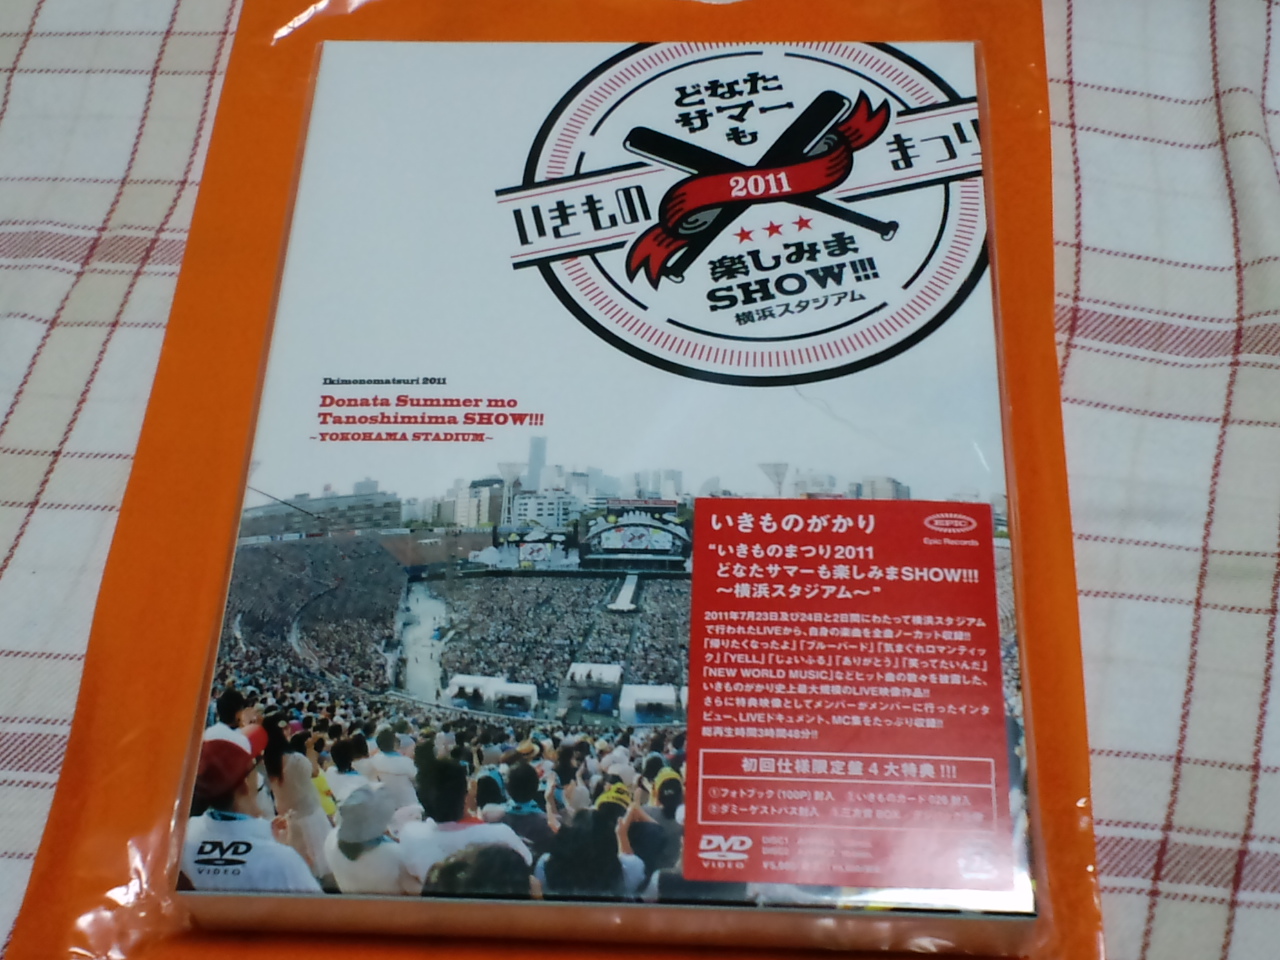 どなた
サマー
も
いきもの
まつり
2011
楽しみま
SHOW!!!
横浜スタジアム
Ikimonomatsuri 2011
Donata Summer mo
Tanoshimima SHOW!!!
~YOKOHAMA STADIUM~
いきものがかり
EPIC
Epic Records
"いきものまつり2011
どなたサマーも楽しみまSHOW!!!
～横浜スタジアム～"
2011年7月23日及び24日と2日間にわたって横浜スタジアム
で行われたLIVEから、自身の楽曲を全曲ノーカット収録!!
「帰りたくなったよ」「ブルーバード」「気まぐれロマンティッ
ク」「YELL」「じょいふる」「ありがとう」「笑ってたいんだ」
「NEW WORLD MUSIC」などヒット曲の数々を披露した、
いきものがかり史上最大規模のLIVE映像作品!!
さらに特典映像としてメンバーがメンバーに行ったインタ
ビュー、LIVEドキュメント、MC集をたっぷり収録!!
総再生時間3時間48分!!
初回仕様限定盤4大特典!!!
①フォトブック(100P)封入 いきものカード 026 封入
②ダミーゲストパス封入 三方背 BOX
DVD
VIDEO
DVD
VIDEO
DISC1